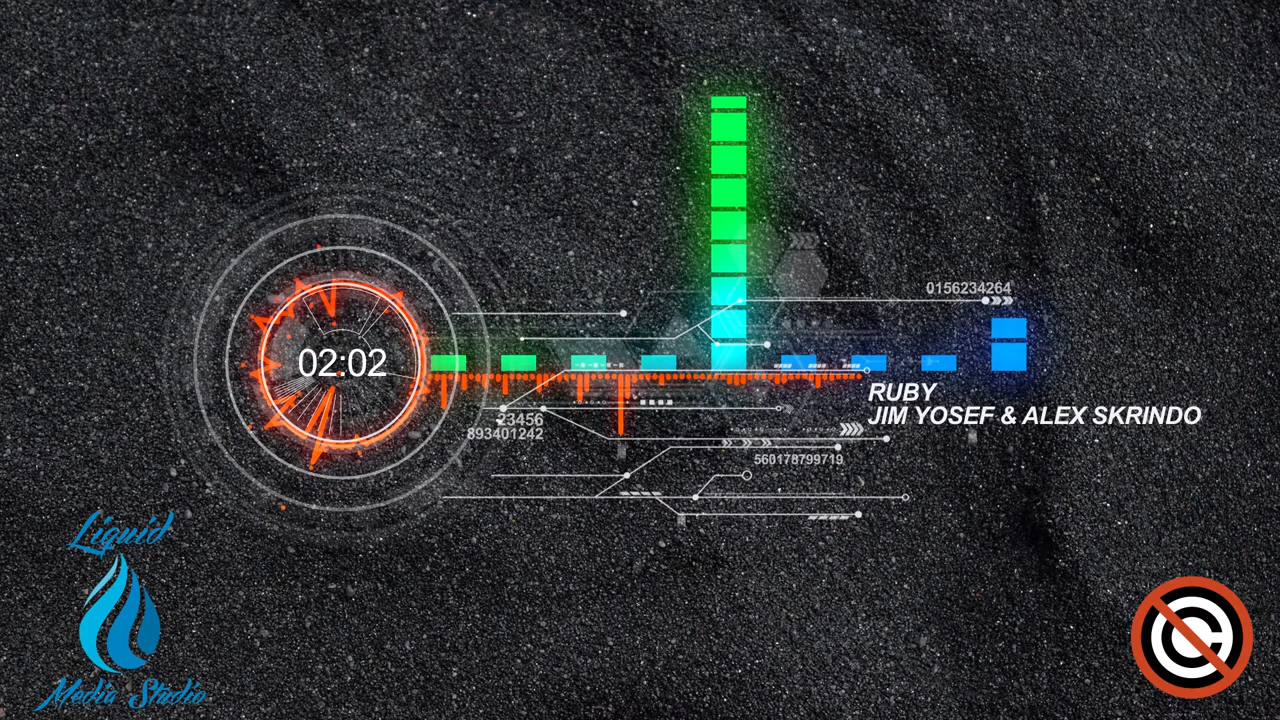 0156234264
02:02
RUBY
JIM YOSEF & ALEX SKRINDO
23456
893401242
560178799719
Liquid
Media Studio
C